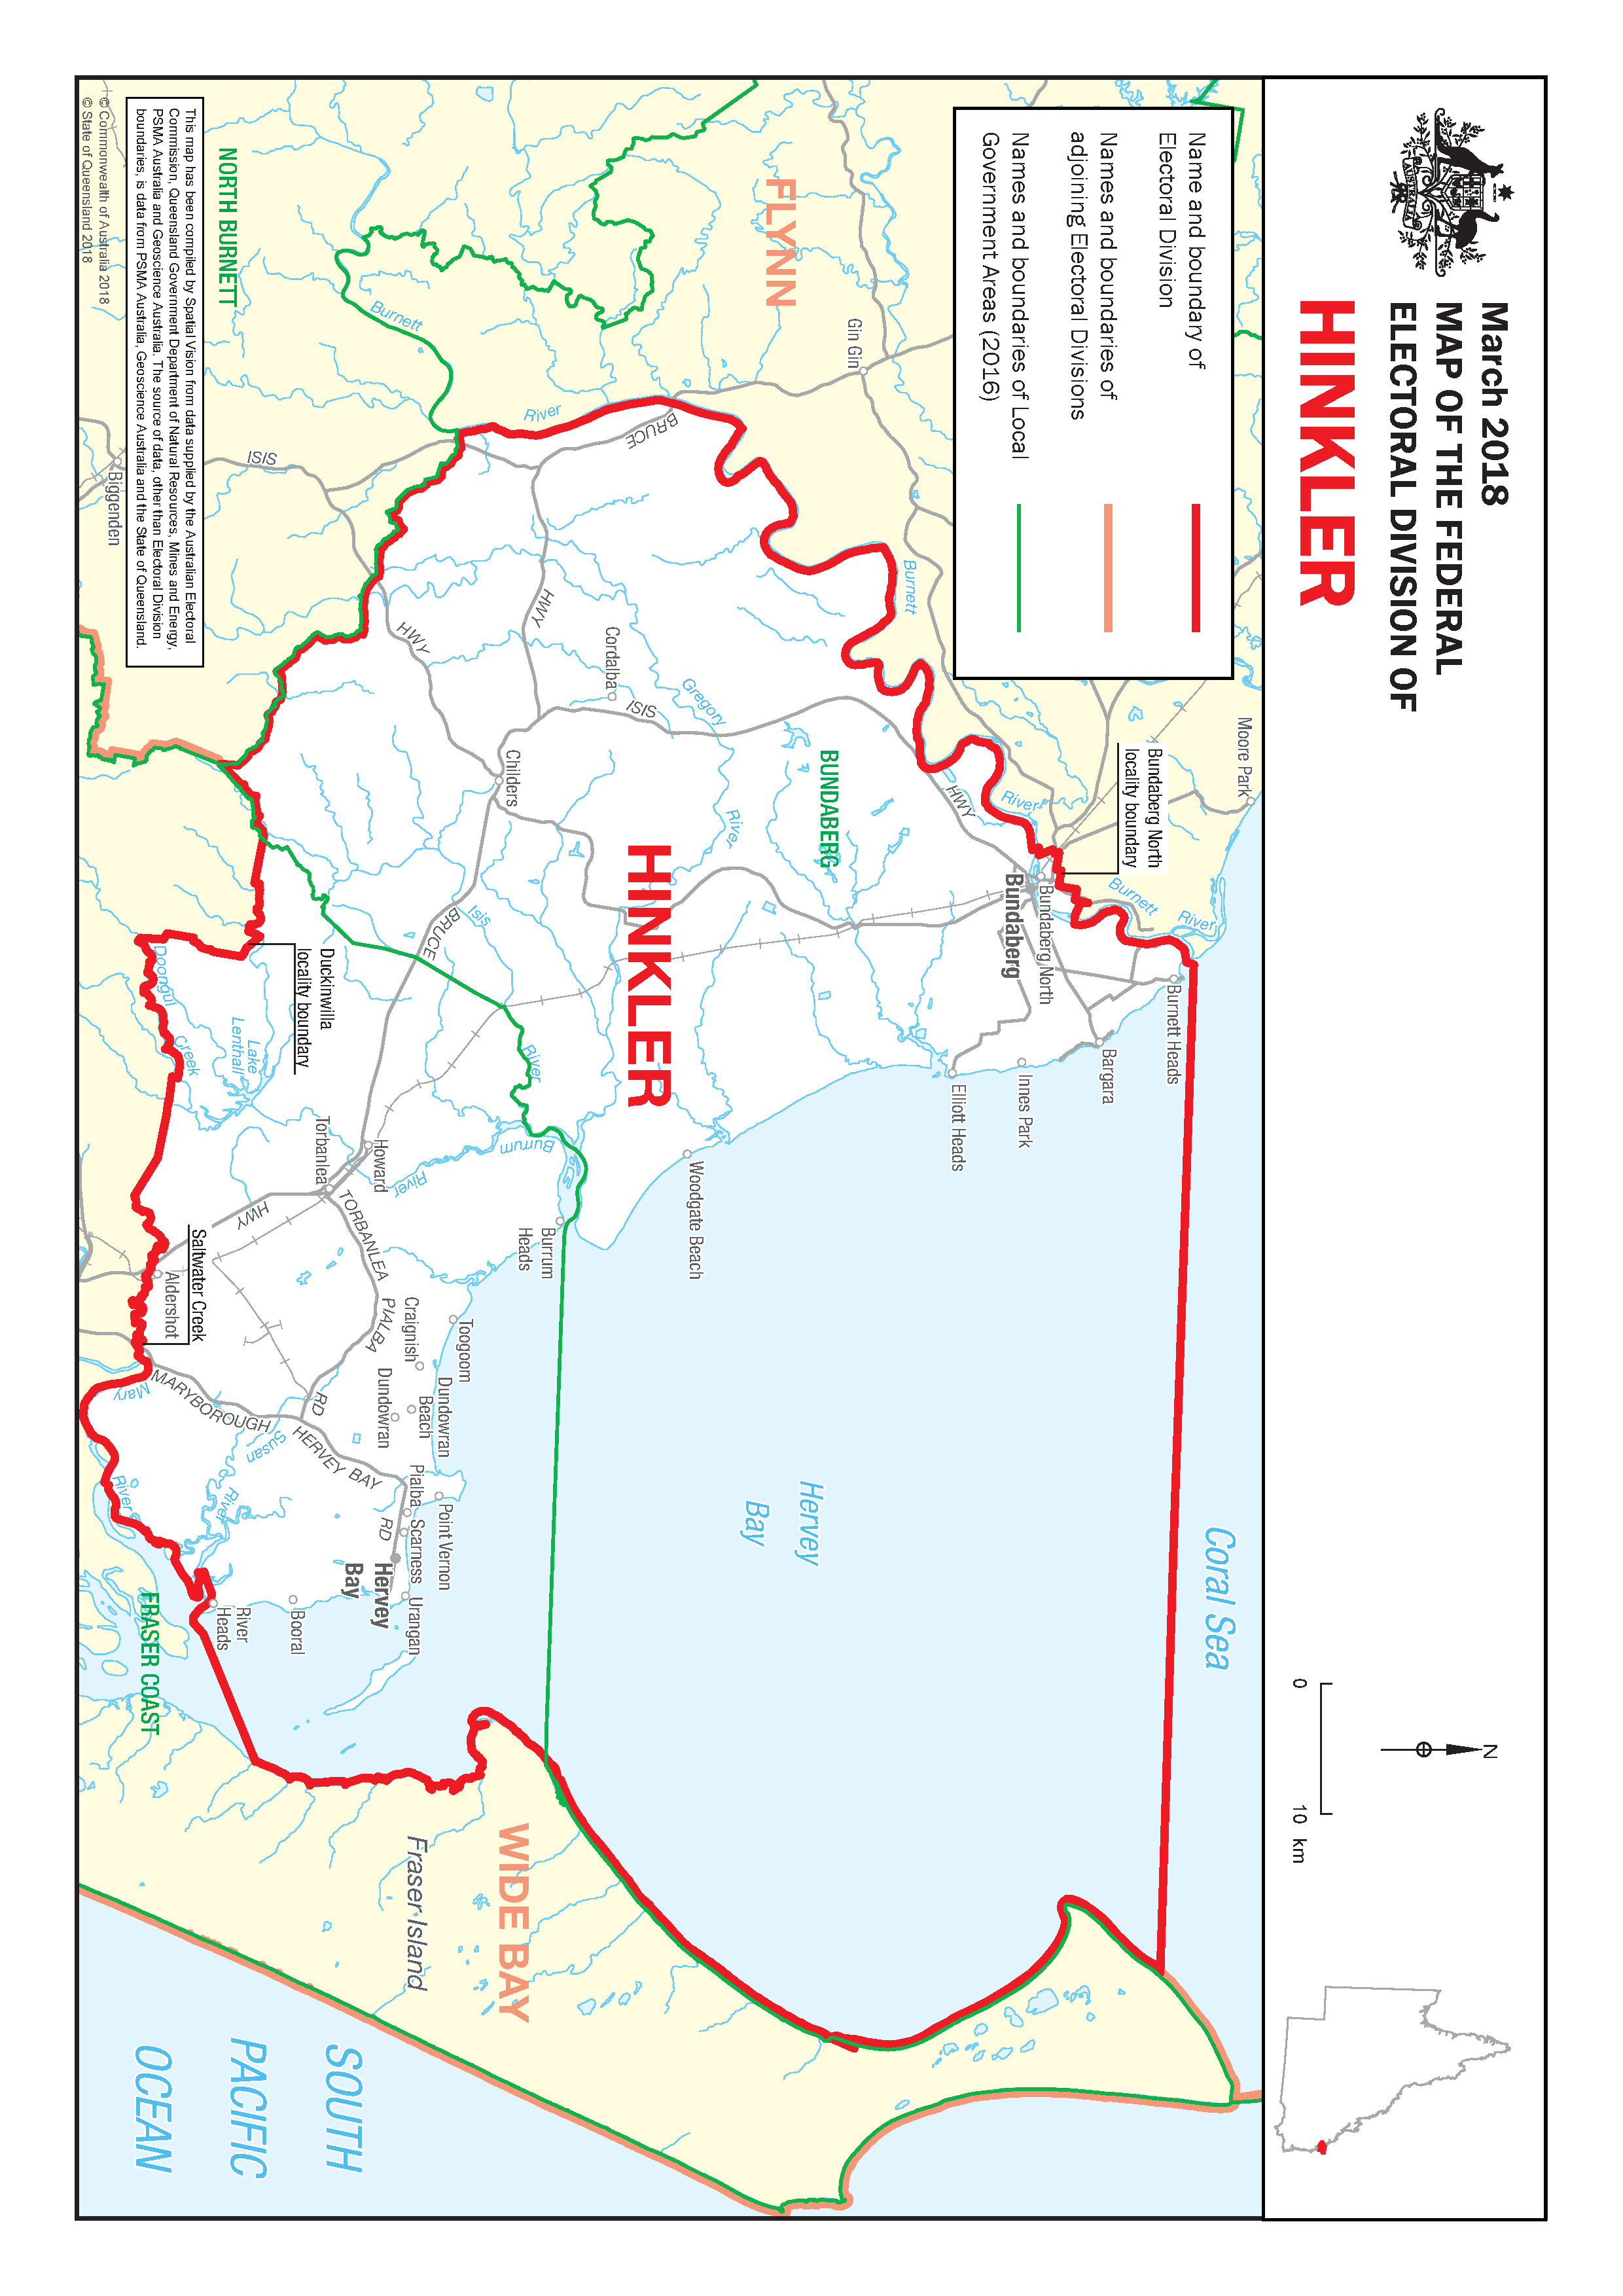 March 2018
MAP OF THE FEDERAL
ELECTORAL DIVISION OF
HINKLER
AUSTRALIA
N
0
10 km
Name and boundary of
Electoral Division
Names and boundaries of
adjoining Electoral Divisions
Names and boundaries of Local
Government Areas (2016)
Moore Park
Bundaberg North
locality boundary
Coral Sea
Burnett
River
Burnett Heads
Bargara
Innes Park
Elliott Heads
Bundaberg North
Bundaberg
River
HWY
Burnett
Gin Gin
FLYNN
BUNDABERG
Hervey
Bay
Gregory
River
ISIS
Cordalba
BRUCE
River
HWY
HINKLER
Woodgate Beach
Childers
Isis
River
Burrum
River
Burrum
Heads
HWY
BRUCE
Burnett
NORTH BURNETT
ISIS
Biggenden
Toogoom
Craignish
Dundowran
Beach
Dundowran
Point Vernon
Pialba
Scarness
Urangan
Hervey
Bay
Howard
Torbanlea
TORBANLEA
PIALBA
RD
HERVEY BAY
RD
MARYBOROUGH
HWY
Duckinwilla
locality boundary
Lake
Lenthall
Doongul
Creek
Saltwater Creek
Aldershot
Booral
River
Heads
Susan
River
Mary
River
FRASER COAST
WIDE BAY
Fraser Island
SOUTH
PACIFIC
OCEAN
This map has been compiled by Spatial Vision from data supplied by the Australian Electoral
Commission, Queensland Government Department of Natural Resources, Mines and Energy,
PSMA Australia and Geoscience Australia. The source of data, other than Electoral Division
boundaries, is data from PSMA Australia, Geoscience Australia and the State of Queensland.
© Commonwealth of Australia 2018
© State of Queensland 2018